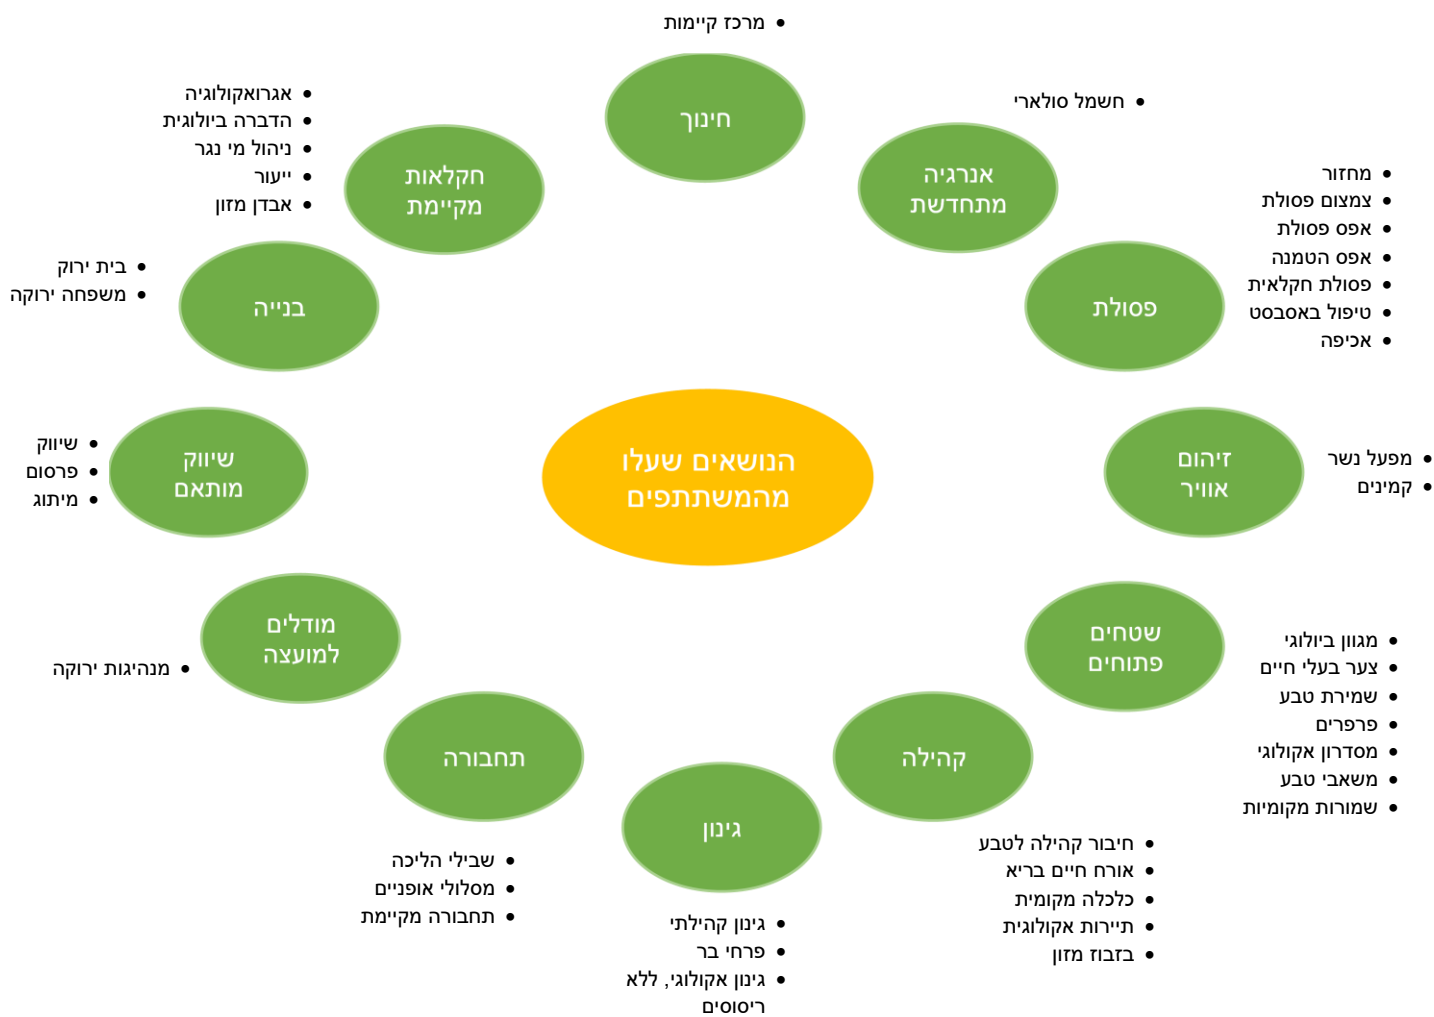 הנושאים שעלו
מהמשתתפים
חינוך
• מרכז קיימות
אנרגיה
מתחדשת
• חשמל סולארי
פסולת
• מחזור
• צמצום פסולת
• אפס פסולת
• אפס הטמנה
• פסולת חקלאית
• טיפול באסבסט
• אכיפה
זיהום
אוויר
• מפעל נשר
• קמינים
שטחים
פתוחים
• מגוון ביולוגי
• צער בעלי חיים
• שמירת טבע
• פרפרים
• מסדרון אקולוגי
• משאבי טבע
• שמורות מקומיות
קהילה
• חיבור קהילה לטבע
• אורח חיים בריא
• כלכלה מקומית
• תיירות אקולוגית
• בזבוז מזון
גינון
• גינון קהילתי
• פרחי בר
• גינון אקולוגי, ללא
ריסוסים
תחבורה
• שבילי הליכה
• מסלולי אופניים
• תחבורה מקיימת
מודלים
למועצה
• מנהיגות ירוקה
שיווק
מותאם
• שיווק
• פרסום
• מיתוג
בנייה
• בית ירוק
• משפחה ירוקה
חקלאות
מקיימת
• אגרואקולוגיה
• הדברה ביולוגית
• ניהול מי נגר
• ייעור
• אבדן מזון